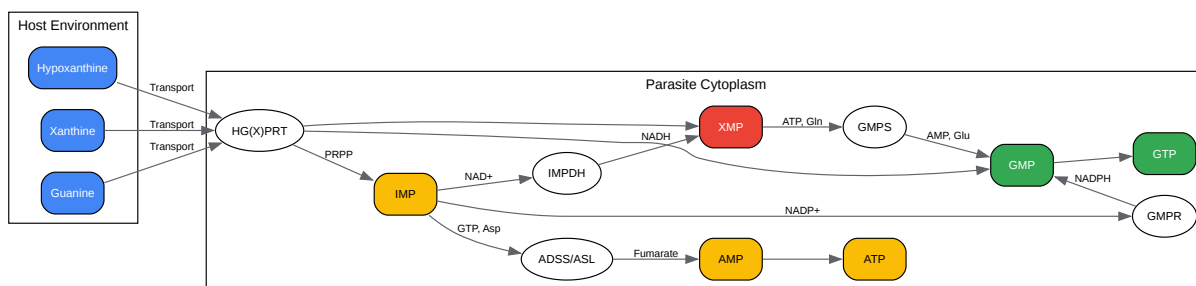 Host Environment
Hypoxanthine
Xanthine
Guanine
Transport
Transport
Transport
Parasite Cytoplasm
HG(X)PRT
PRPP
IMP
NAD+
IMPDH
NADH
XMP
ATP, Gln
GMPS
AMP, Glu
GMP
GTP
NADPH
GMPR
NADP+
GTP, Asp
ADSS/ASL
Fumarate
AMP
ATP